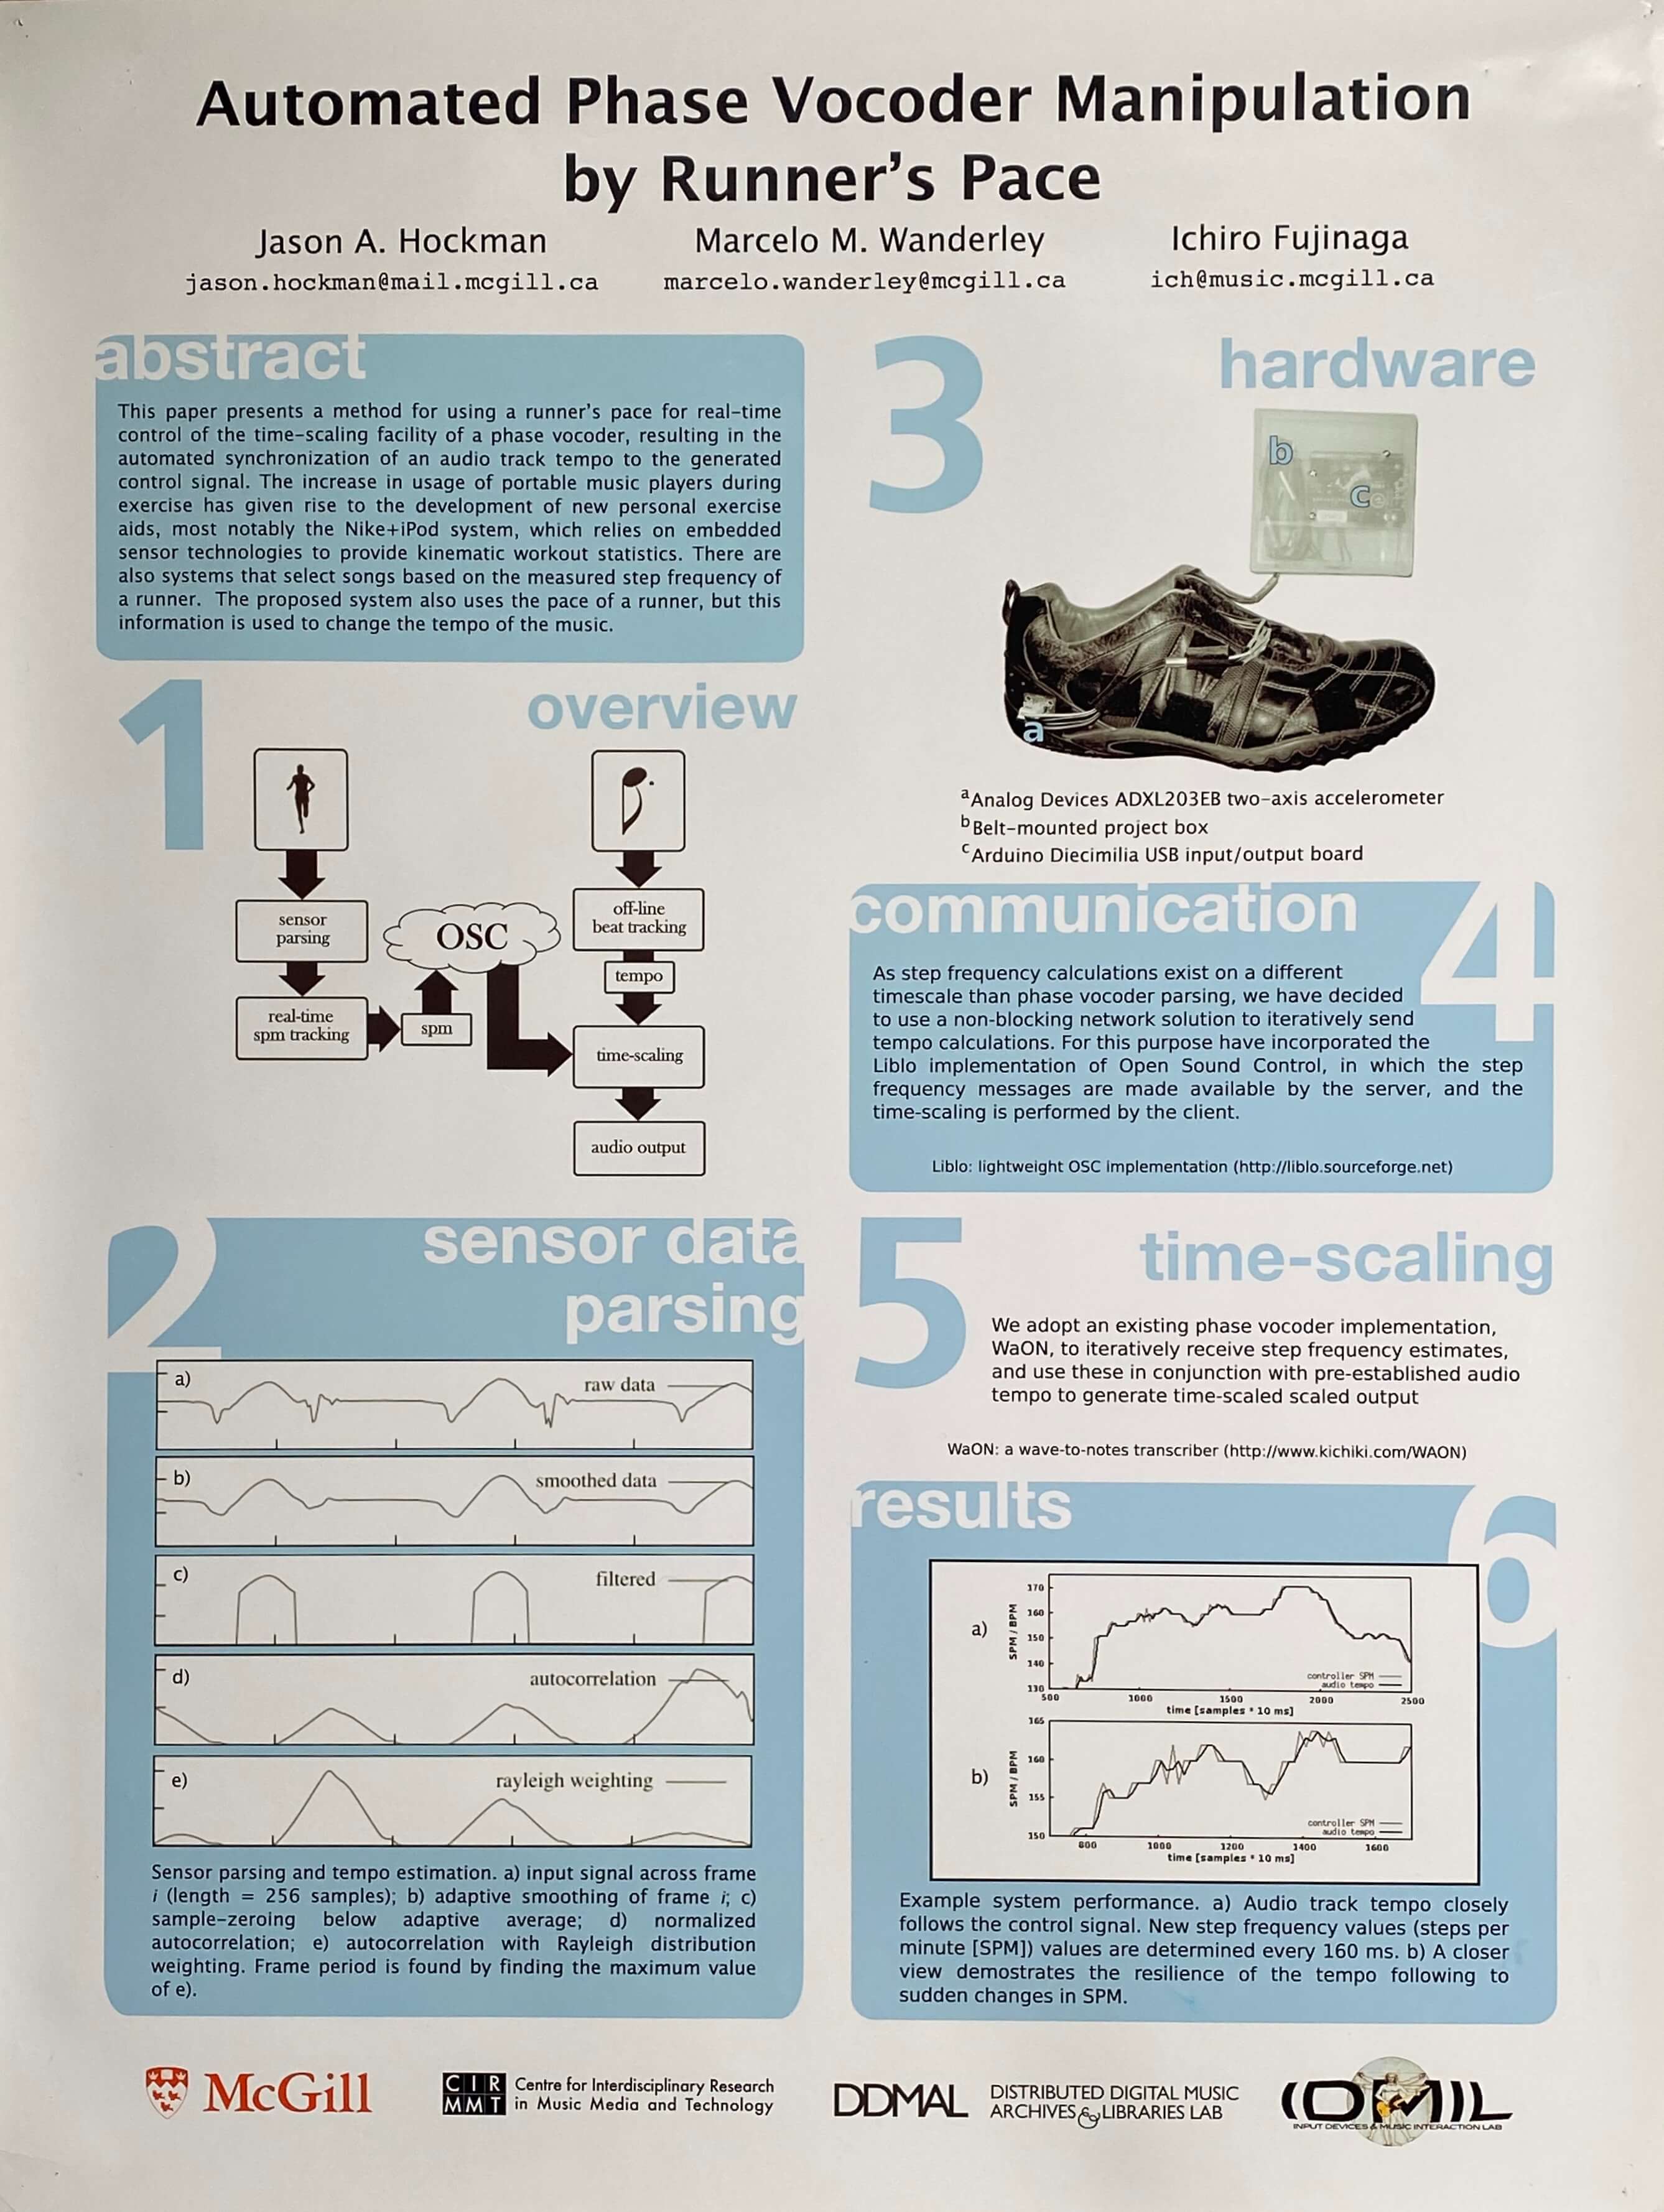 Automated Phase Vocoder Manipulation
by Runner's Pace
Jason A. Hockman
jason.hockman@mail.mcgill.ca
Marcelo M. Wanderley
marcelo.wanderley@mcgill.ca
Ichiro Fujinaga
ich@music.mcgill.ca
abstract
This paper presents a method for using a runner's pace for real-time
control of the time-scaling facility of a phase vocoder, resulting in the
automated synchronization of an audio track tempo to the generated
control signal. The increase in usage of portable music players during
exercise has given rise to the development of new personal exercise
aids, most notably the Nike+iPod system, which relies on embedded
sensor technologies to provide kinematic workout statistics. There are
also systems that select songs based on the measured step frequency of
a runner. The proposed system also uses the pace of a runner, but this
information is used to change the tempo of the music.
1
overview
sensor
parsing
real-time
spm tracking
spm
OSC
off-line
beat tracking
tempo
time-scaling
audio output
2
sensor data
parsing
a)
raw data
b)
smoothed data
c)
filtered
d)
autocorrelation
e)
rayleigh weighting
Sensor parsing and tempo estimation. a) input signal across frame
i (length = 256 samples); b) adaptive smoothing of frame i; c)
sample-zeroing below adaptive average; d) normalized
autocorrelation; e) autocorrelation with Rayleigh distribution
weighting. Frame period is found by finding the maximum value
of e).
3
hardware
b
c
a
a Analog Devices ADXL203EB two-axis accelerometer
b Belt-mounted project box
c Arduino Diecimilia USB input/output board
communication
4
As step frequency calculations exist on a different
timescale than phase vocoder parsing, we have decided
to use a non-blocking network solution to iteratively send
tempo calculations. For this purpose have incorporated the
Liblo implementation of Open Sound Control, in which the step
frequency messages are made available by the server, and the
time-scaling is performed by the client.
Liblo: lightweight OSC implementation (http://liblo.sourceforge.net)
5
time-scaling
We adopt an existing phase vocoder implementation,
WaON, to iteratively receive step frequency estimates,
and use these in conjunction with pre-established audio
tempo to generate time-scaled scaled output
WaON: a wave-to-notes transcriber (http://www.kichiki.com/WAON)
results
6
a)
SPM / BPM
170
160
150
140
130
controller SPM
audio tempo
500 1000 1500 2000 2500
time [samples * 10 ms]
b)
SPM / BPM
165
160
155
150
controller SPM
audio tempo
800 1000 1200 1400 1600
time [samples * 10 ms]
Example system performance. a) Audio track tempo closely
follows the control signal. New step frequency values (steps per
minute [SPM]) values are determined every 160 ms. b) A closer
view demostrates the resilience of the tempo following to
sudden changes in SPM.
McGill
CIR
MMT
Centre for Interdisciplinary Research
in Music Media and Technology
DDMAL
DISTRIBUTED DIGITAL MUSIC
ARCHIVES & LIBRARIES LAB
IDMIL
INPUT DEVICES & MUSIC INTERACTION LAB